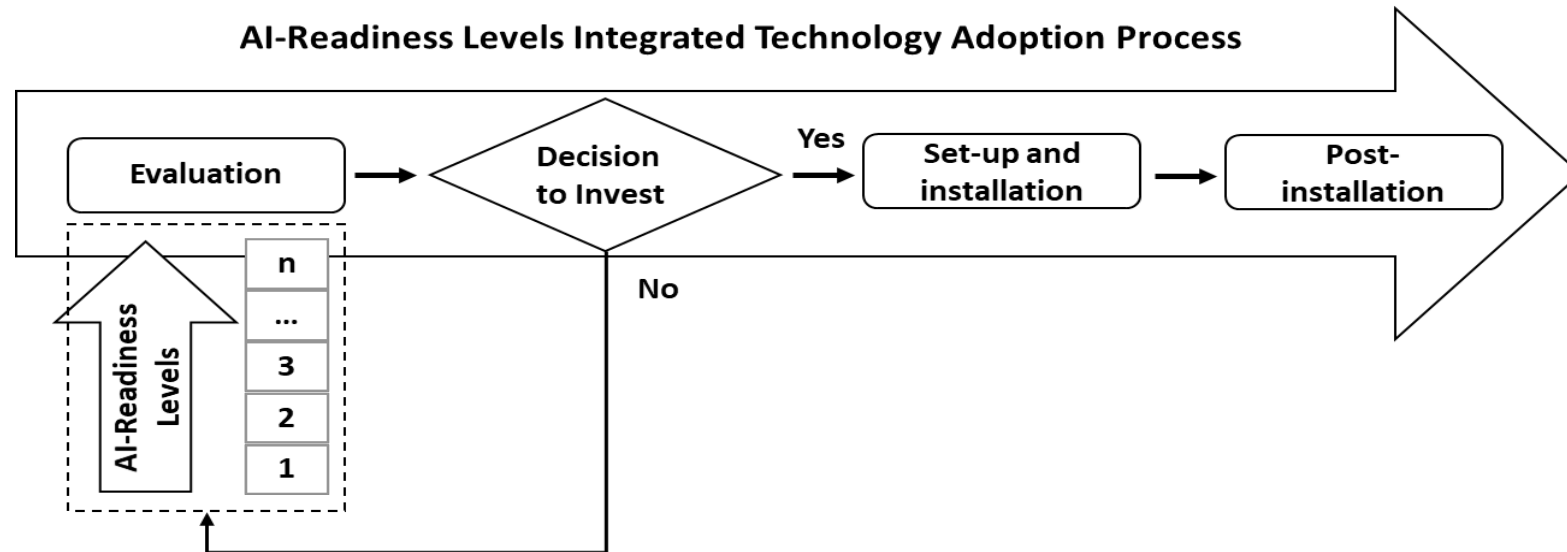 AI-Readiness Levels Integrated Technology Adoption Process
Evaluation
Decision
to Invest
Yes
Set-up and
installation
Post-
installation
No
AI-Readiness
Levels
n
...
3
2
1